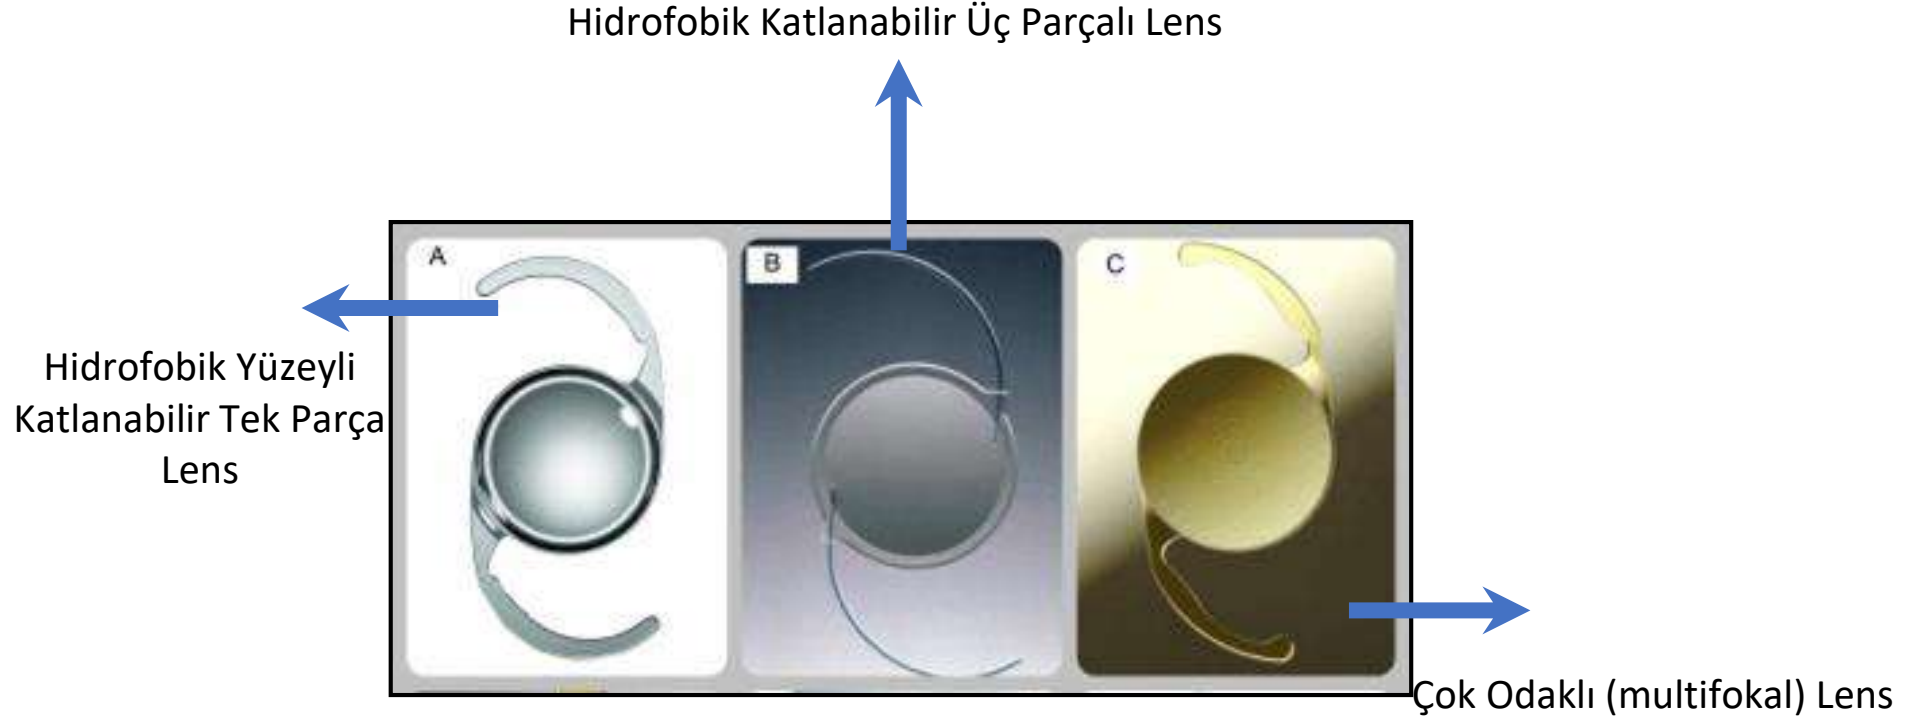 Hidrofobik Katlanabilir Üç Parçalı Lens
A
B
C
Hidrofobik Yüzeyli
Katlanabilir Tek Parça
Lens
Çok Odaklı (multifokal) Lens